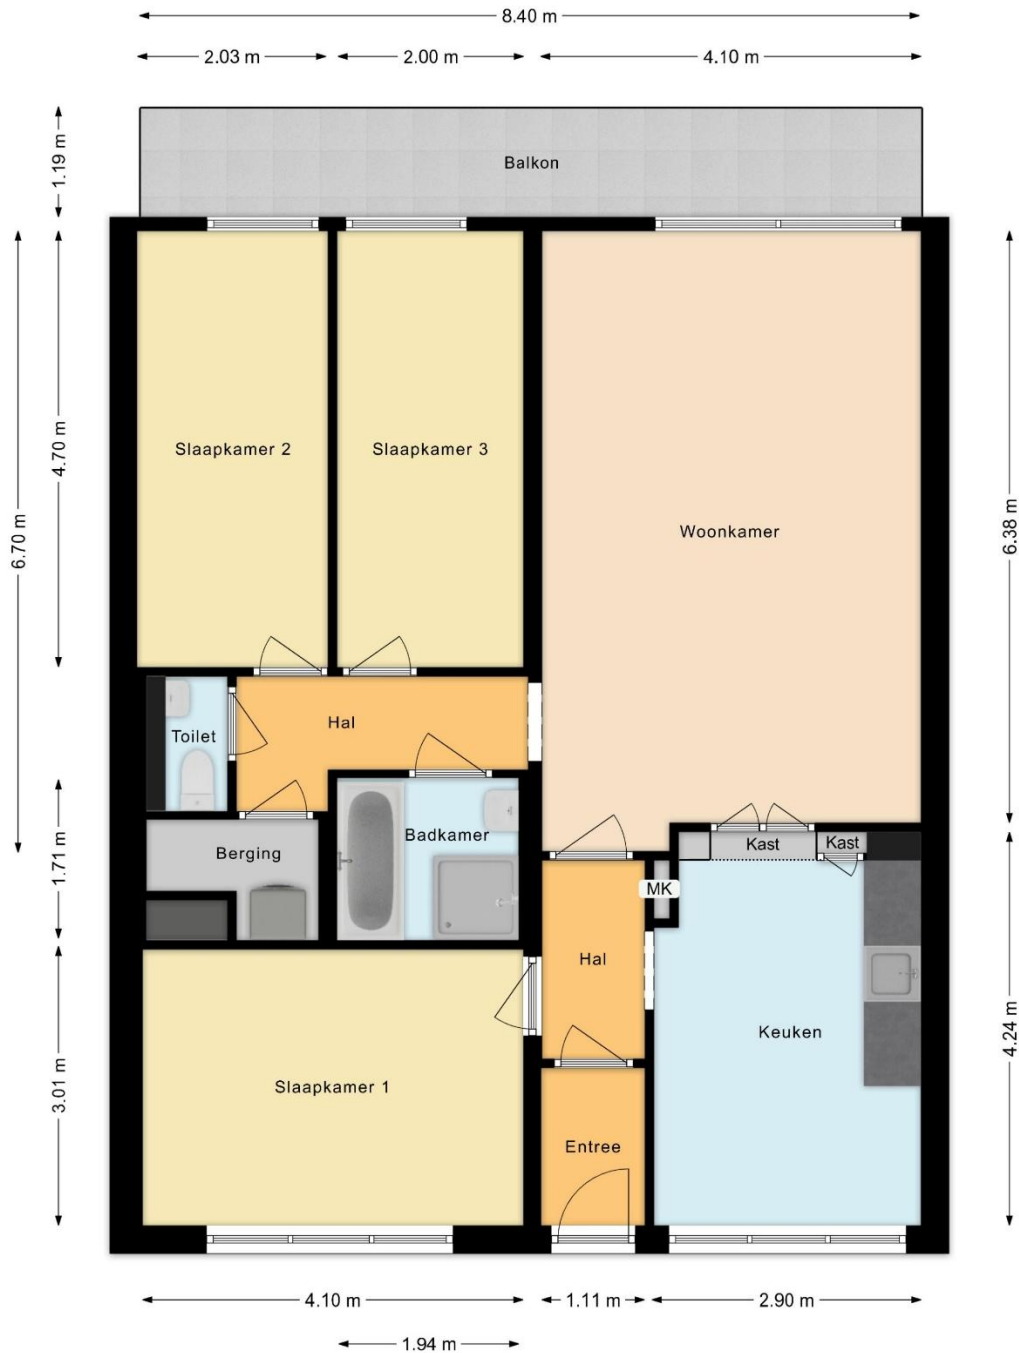 8.40 m
2.03 m
2.00 m
4.10 m
1.19 m
Balkon
4.70 m
6.70 m
6.38 m
Slaapkamer 2
Slaapkamer 3
Woonkamer
Hal
Toilet
Badkamer
Kast
Kast
Berging
1.71 m
MK
Hal
Keuken
4.24 m
3.01 m
Slaapkamer 1
Entree
4.10 m
1.11 m
2.90 m
1.94 m